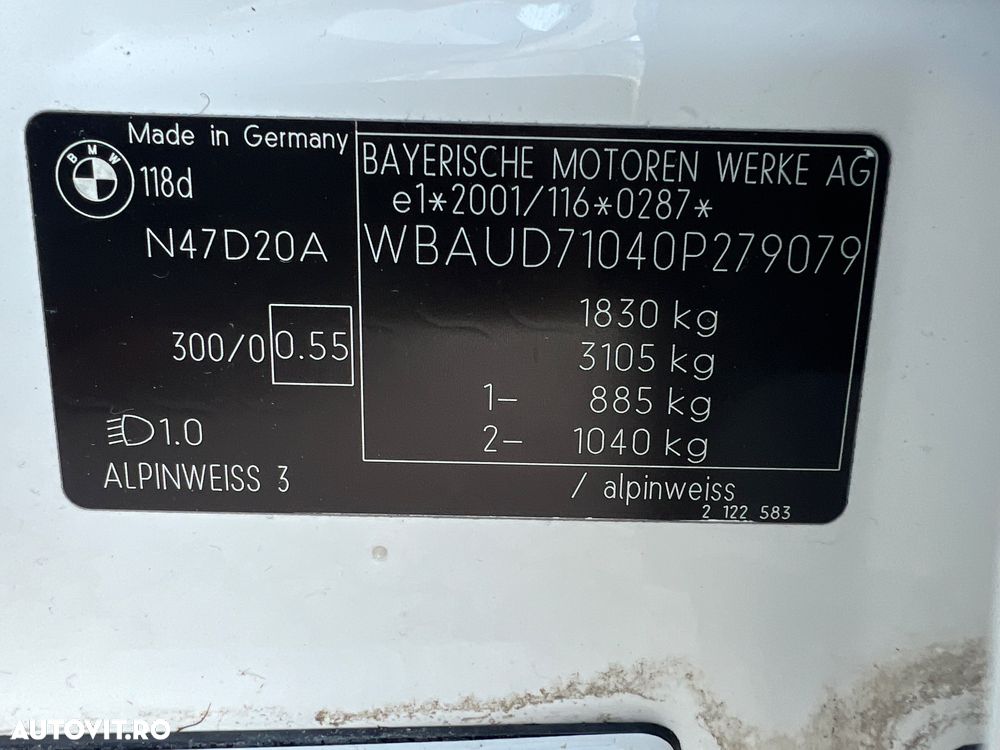 Made in Germany
BMW
118d
N47D20A
300/0 0.55
1.0
ALPINWEISS 3
BAYERISCHE MOTOREN WERKE AG
e1*2001/116*0287*
WBAUD71040P279079
1830 kg
3105 kg
1- 885 kg
2- 1040 kg
/ alpinweiss
2 122 583
AUTOVIT.RO